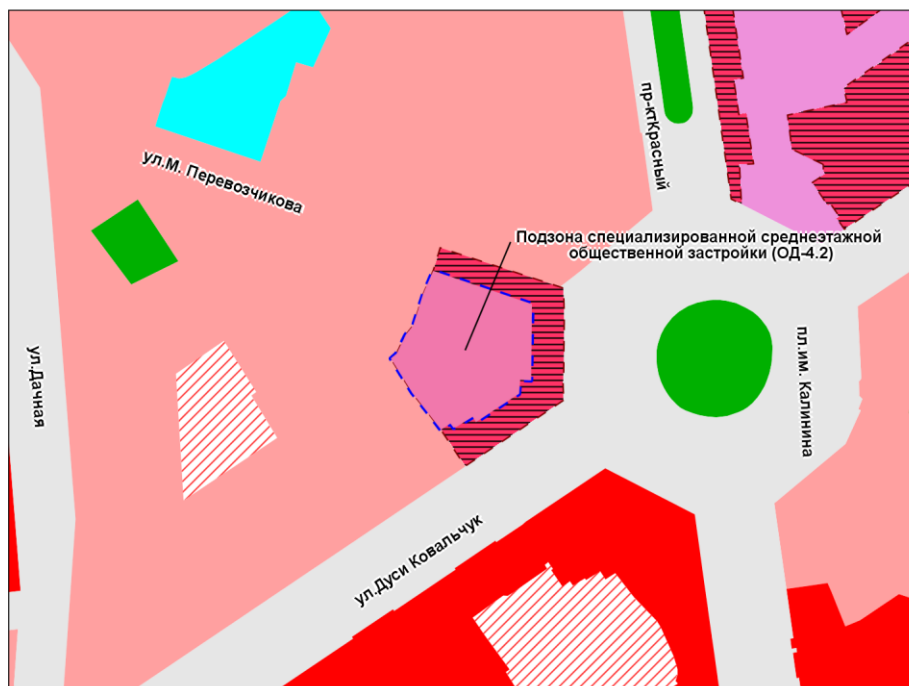 пр-ктКрасный
ул.М. Перевозчикова
Подзона специализированной среднеэтажной
общественной застройки (ОД-4.2)
ул.Дачная
пл.им. Калинина
ул.Дуси Ковальчук